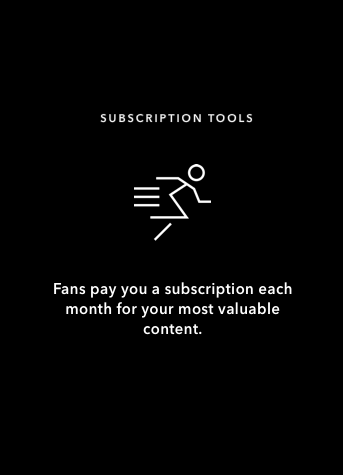 SUBSCRIPTION TOOLS
Fans pay you a subscription each
month for your most valuable
content.